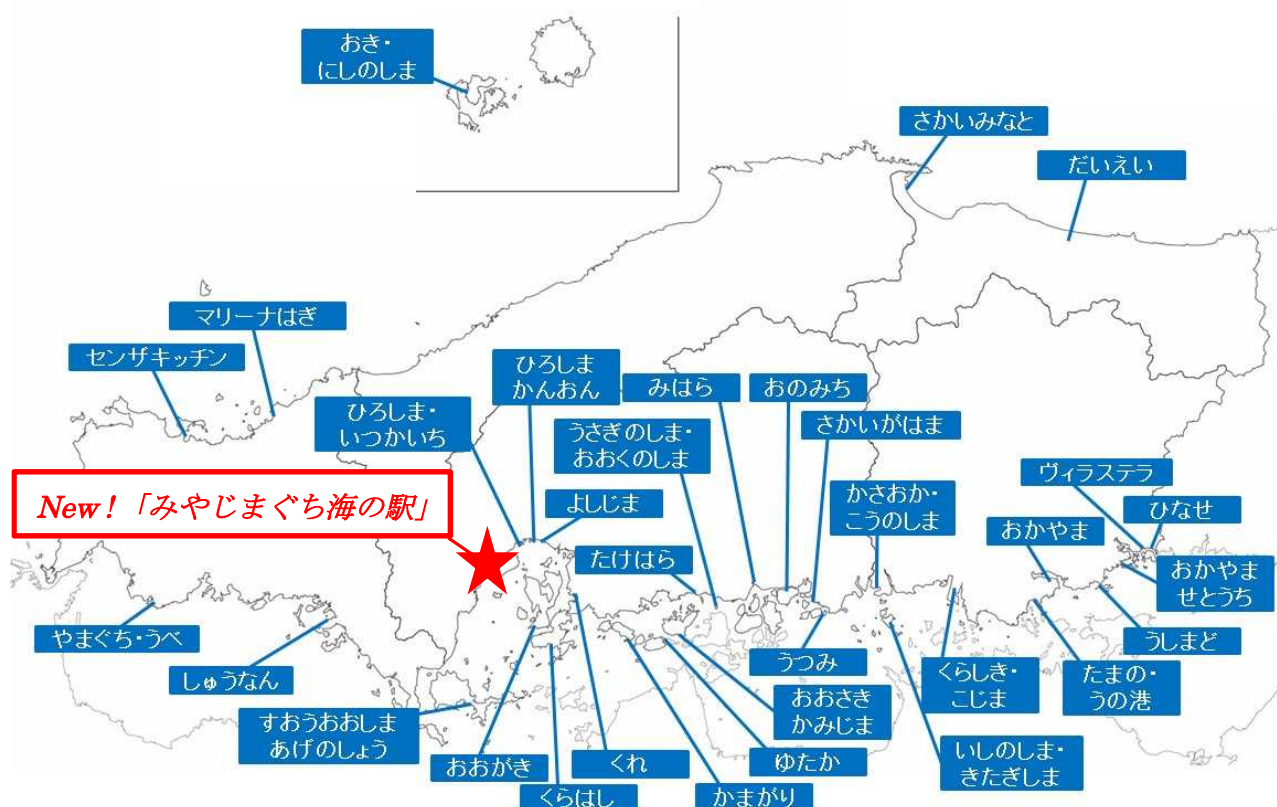 おき・
にしのしま
さかいみなと
だいえい
マリーナはぎ
センザキッチン
ひろしま・
いつかいち
ひろしま
かんおん
みはら
おのみち
うさぎのしま・
おおくのしま
さかいがはま
New!「みやじまぐち海の駅」
よしじま
たけはら
かさおか・
こうのしま
ヴィラステラ
ひなせ
おかやま
おかやま
せとうち
うしまど
やまぐち・うべ
しゅうなん
すおうおおしま
あげのしょう
おおがき
くらはし
くれ
かまがり
ゆたか
おおさき
かみじま
うつみ
いしのしま・
きたぎしま
くらしき・
こじま
たまの・
うの港